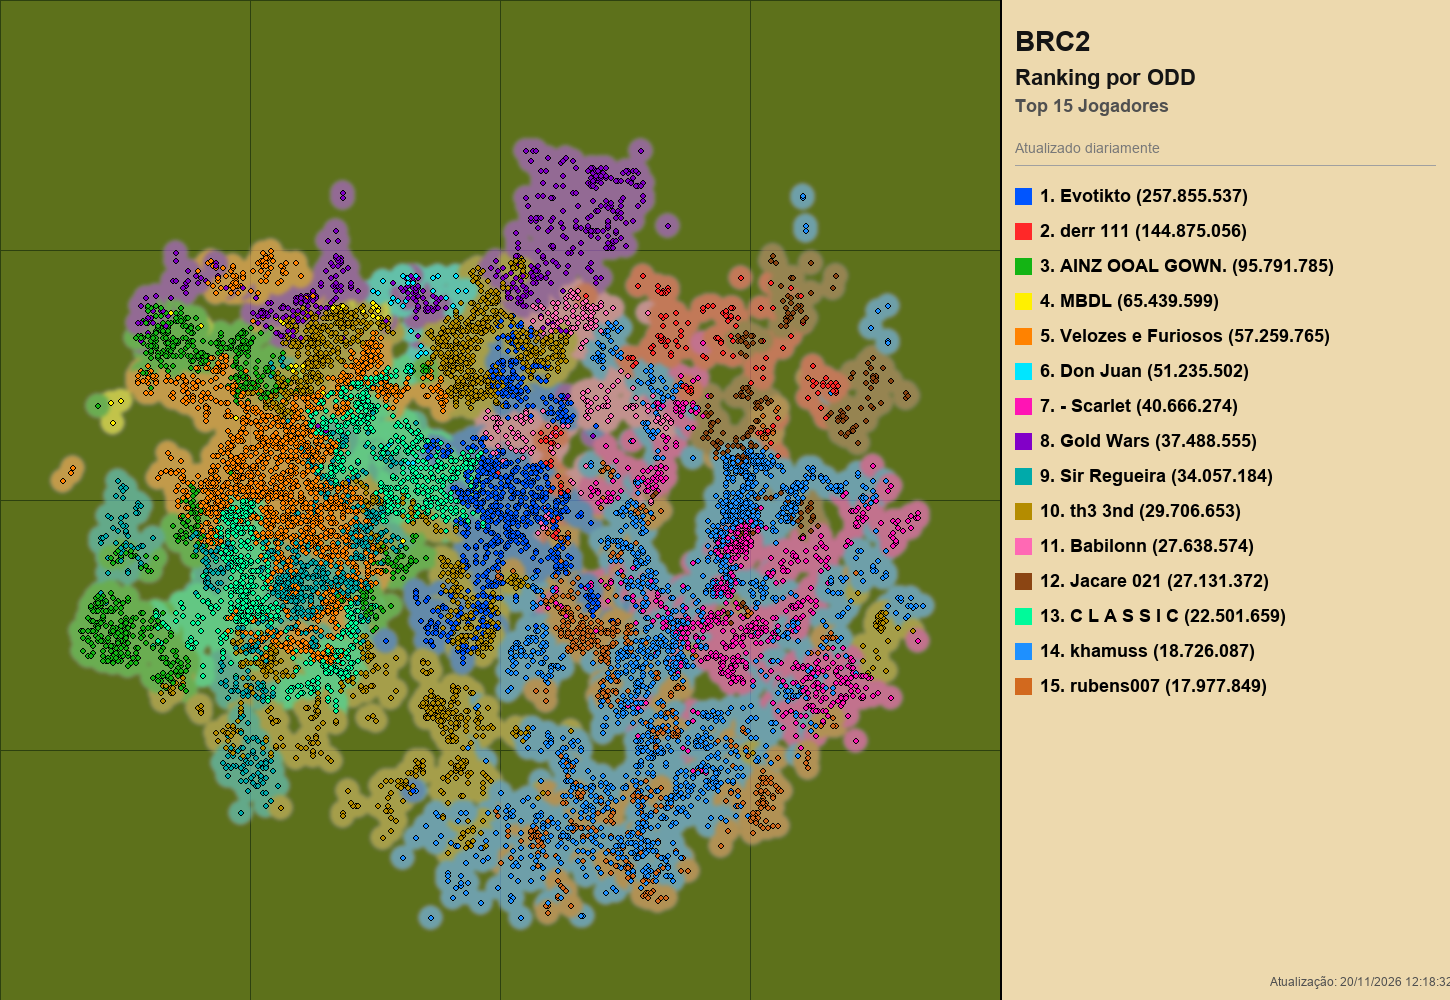 BRC2
Ranking por ODD
Top 15 Jogadores
Atualizado diariamente
1. Evotikto (257.855.537)
2. derr 111 (144.875.056)
3. AINZ OOAL GOWN. (95.791.785)
4. MBDL (65.439.599)
5. Velozes e Furiosos (57.259.765)
6. Don Juan (51.235.502)
7. - Scarlet (40.666.274)
8. Gold Wars (37.488.555)
9. Sir Regueira (34.057.184)
10. th3 3nd (29.706.653)
11. Babilonn (27.638.574)
12. Jacare 021 (27.131.372)
13. C L A S S I C (22.501.659)
14. khamuss (18.726.087)
15. rubens007 (17.977.849)
Atualização: 20/11/2026 12:18:32